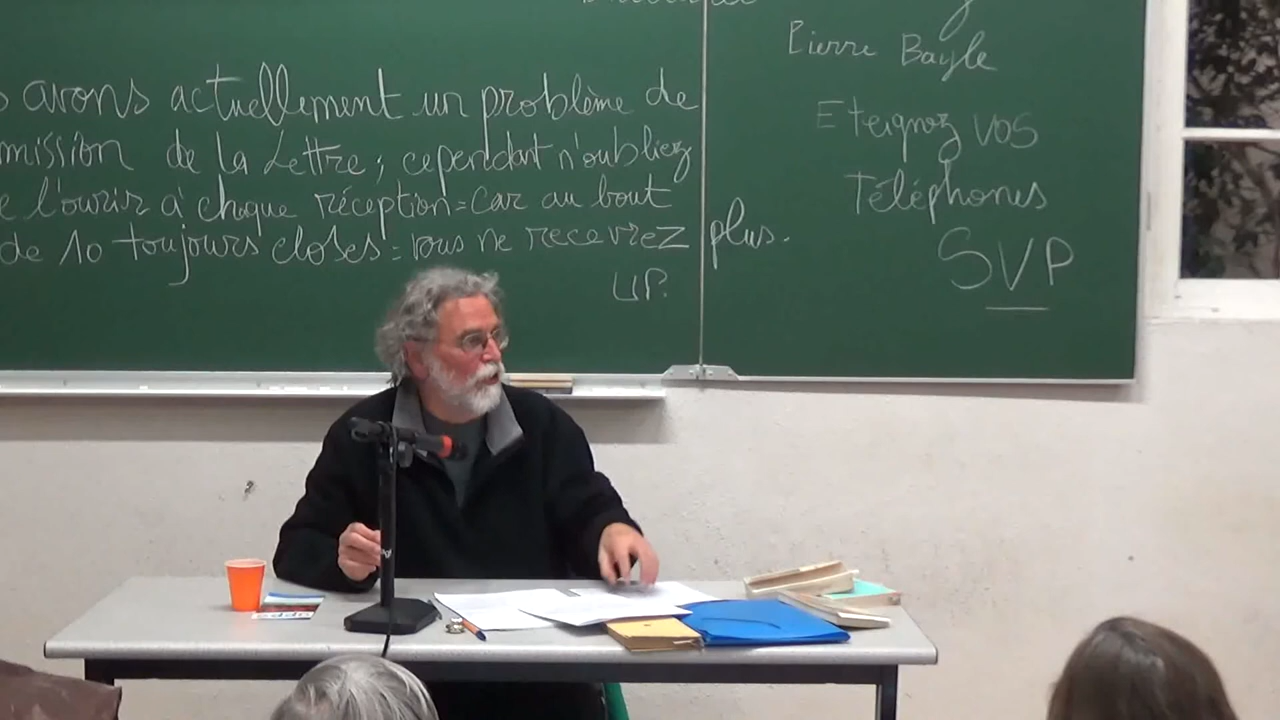 s avons actuellement un problème de
mission de la Lettre ; cependant n'oubliez
e l'ouvrir à chaque réception = car au bout
de 10 toujours closes = vous ne recevrez plus.
UP.
Pierre Bayle
Eteignez vos
Téléphones
SVP